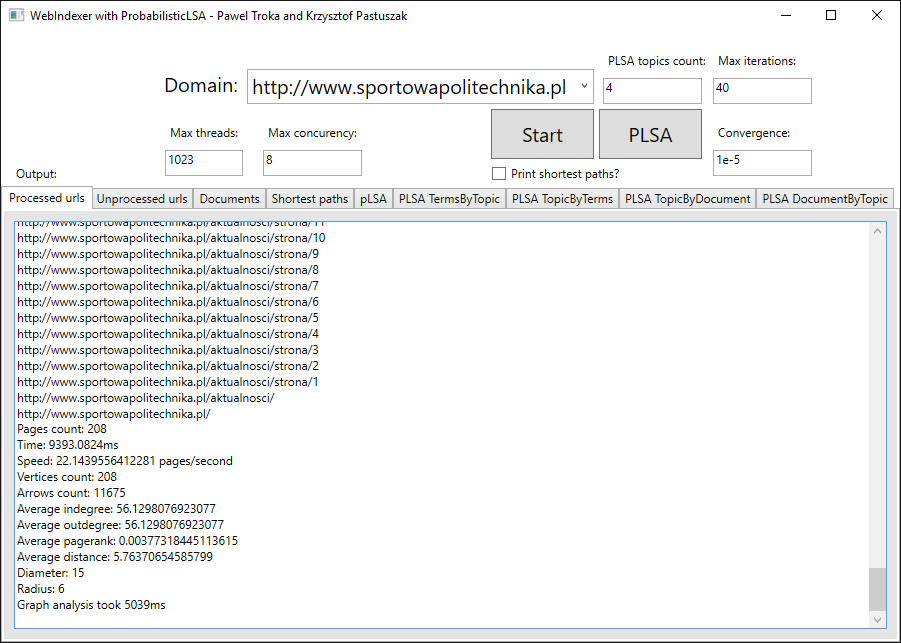 WebIndexer with ProbabilisticLSA - Pawel Troka and Krzysztof Pastuszak
PLSA topics count: Max iterations:
Domain: http://www.sportowapolitechnika.pl 4 40
Max threads: Max concurency: Start PLSA Convergence:
1023 8 1e-5
Output: Print shortest paths?
Processed urls Unprocessed urls Documents Shortest paths pLSA PLSA TermsByTopic PLSA TopicByTerms PLSA TopicByDocument PLSA DocumentByTopic
http://www.sportowapolitechnika.pl/aktualnosci/strona/11
http://www.sportowapolitechnika.pl/aktualnosci/strona/10
http://www.sportowapolitechnika.pl/aktualnosci/strona/9
http://www.sportowapolitechnika.pl/aktualnosci/strona/8
http://www.sportowapolitechnika.pl/aktualnosci/strona/7
http://www.sportowapolitechnika.pl/aktualnosci/strona/6
http://www.sportowapolitechnika.pl/aktualnosci/strona/5
http://www.sportowapolitechnika.pl/aktualnosci/strona/4
http://www.sportowapolitechnika.pl/aktualnosci/strona/3
http://www.sportowapolitechnika.pl/aktualnosci/strona/2
http://www.sportowapolitechnika.pl/aktualnosci/strona/1
http://www.sportowapolitechnika.pl/aktualnosci/
http://www.sportowapolitechnika.pl/
Pages count: 208
Time: 9393.0824ms
Speed: 22.1439556412281 pages/second
Vertices count: 208
Arrows count: 11675
Average indegree: 56.1298076923077
Average outdegree: 56.1298076923077
Average pagerank: 0.00377318445113615
Average distance: 5.76370654585799
Diameter: 15
Radius: 6
Graph analysis took 5039ms